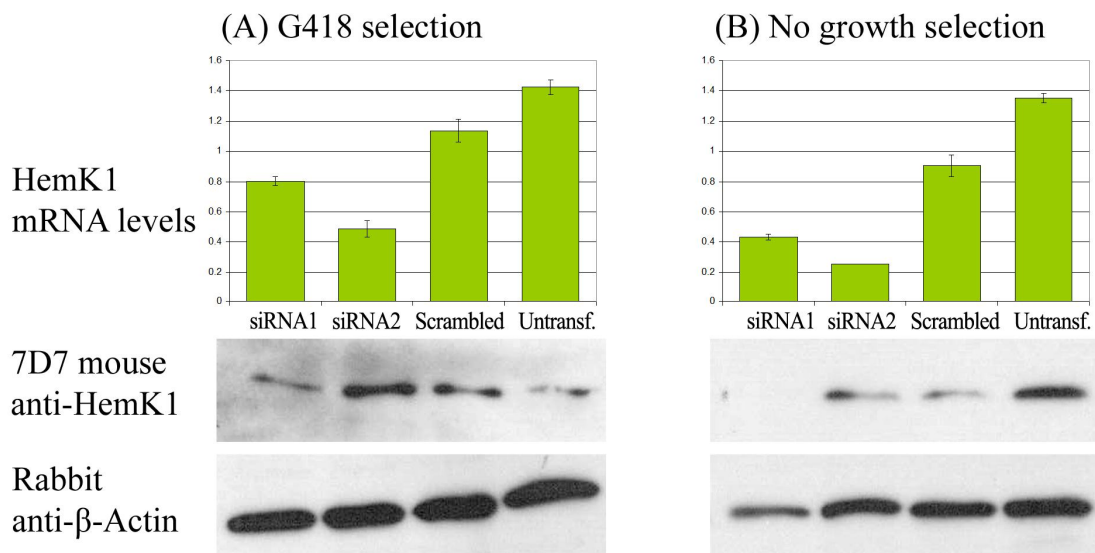 (A) G418 selection
(B) No growth selection
HemK1
mRNA levels
1.6
1.4
1.2
1
0.8
0.6
0.4
0.2
0
siRNA1 siRNA2 Scrambled Untransf.
1.6
1.4
1.2
1
0.8
0.6
0.4
0.2
0
siRNA1 siRNA2 Scrambled Untransf.
7D7 mouse
anti-HemK1
Rabbit
anti-β-Actin